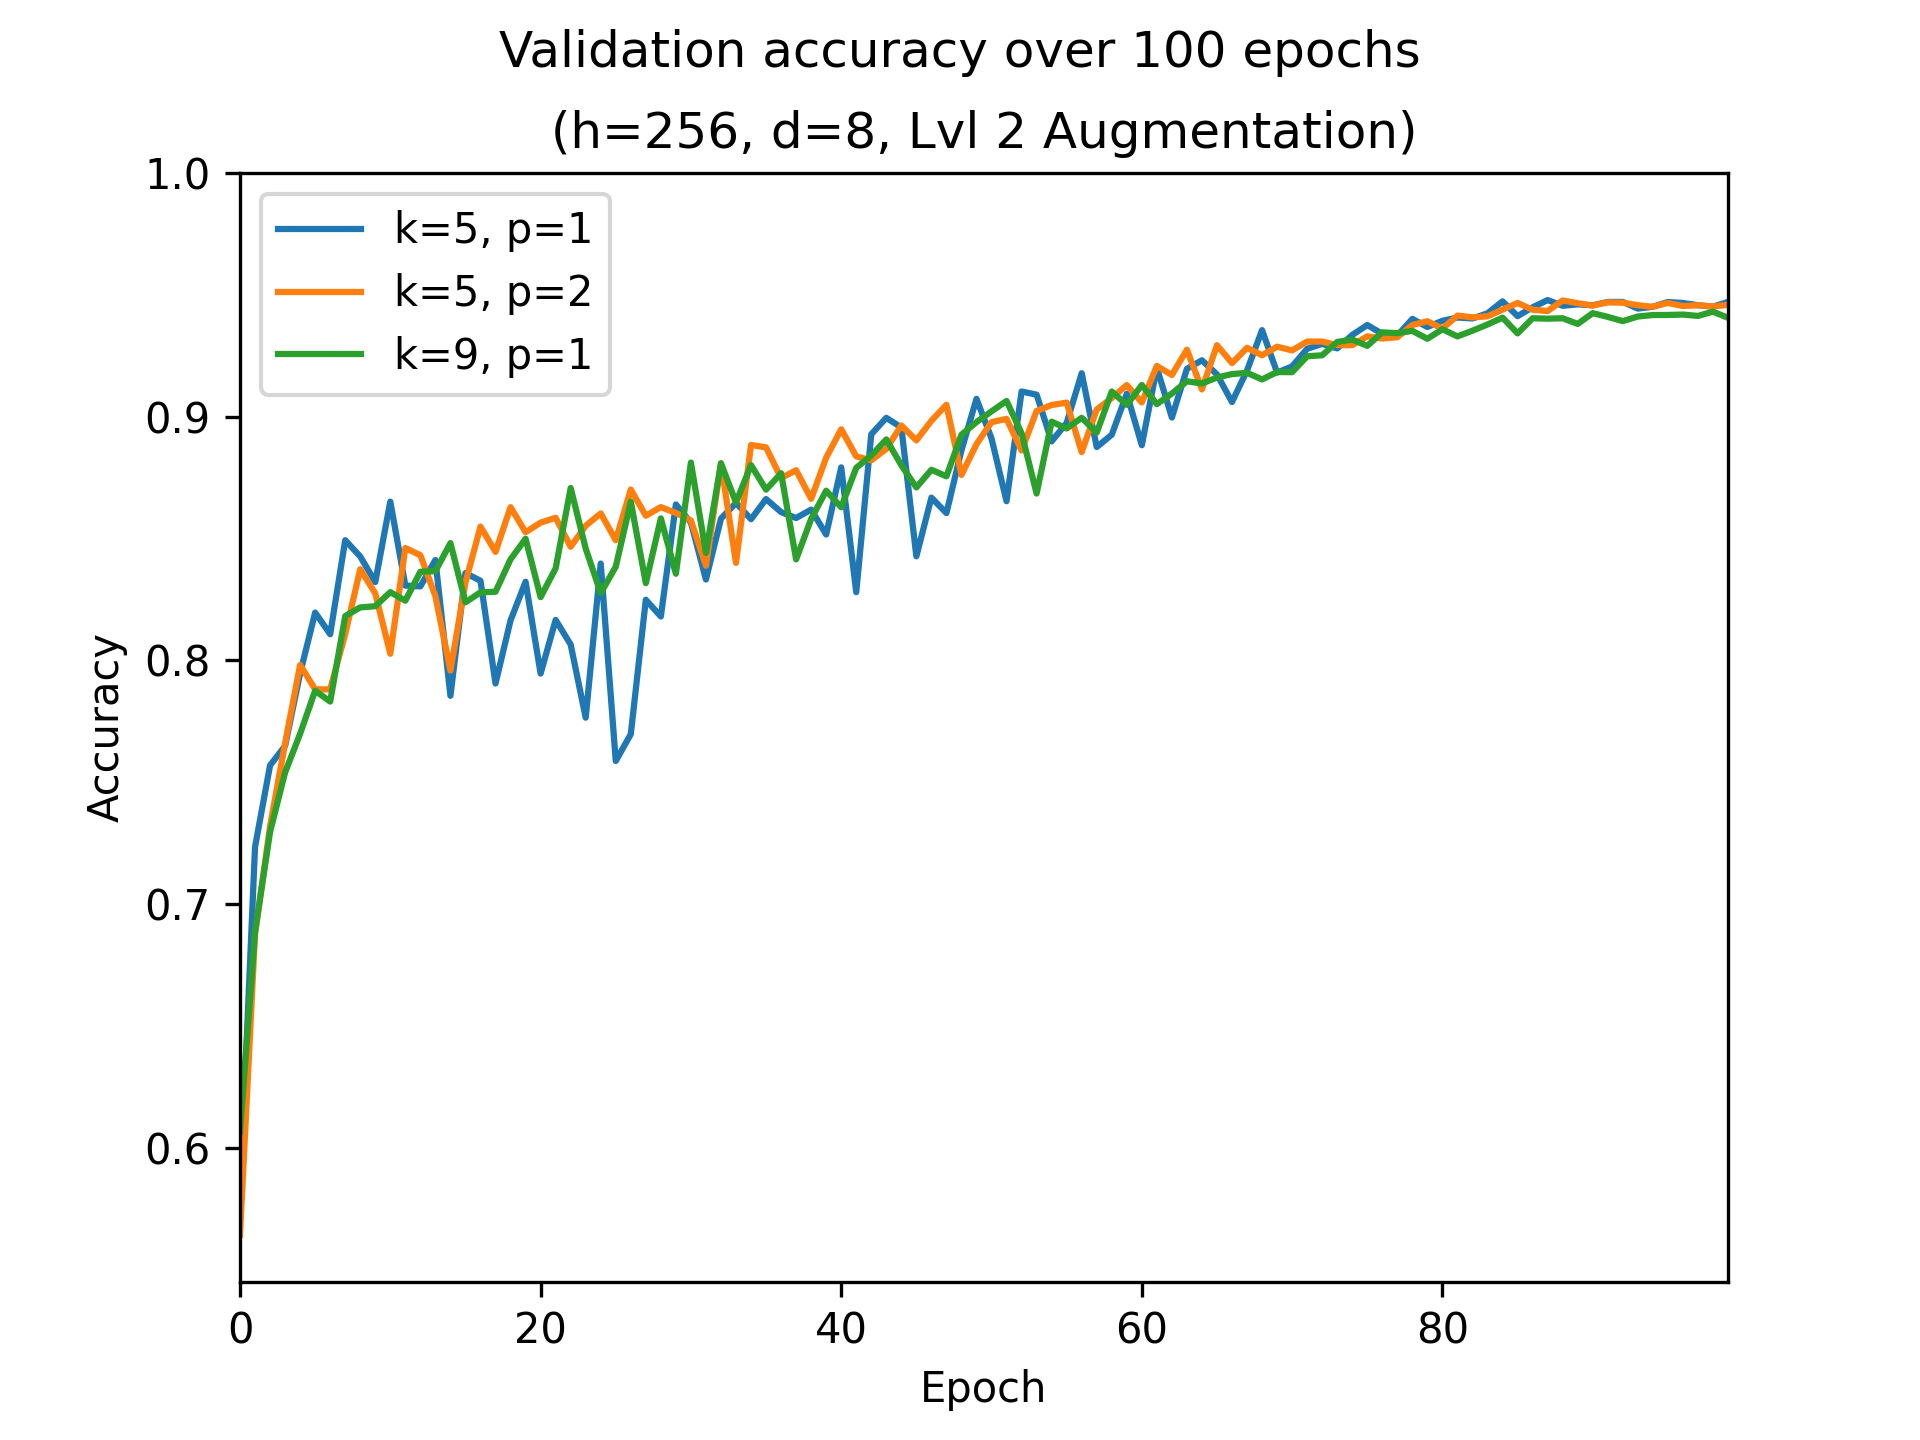 Validation accuracy over 100 epochs
(h=256, d=8, Lvl 2 Augmentation)
1.0
0.9
0.8
0.7
0.6
Accuracy
k=5, p=1
k=5, p=2
k=9, p=1
0 20 40 60 80
Epoch